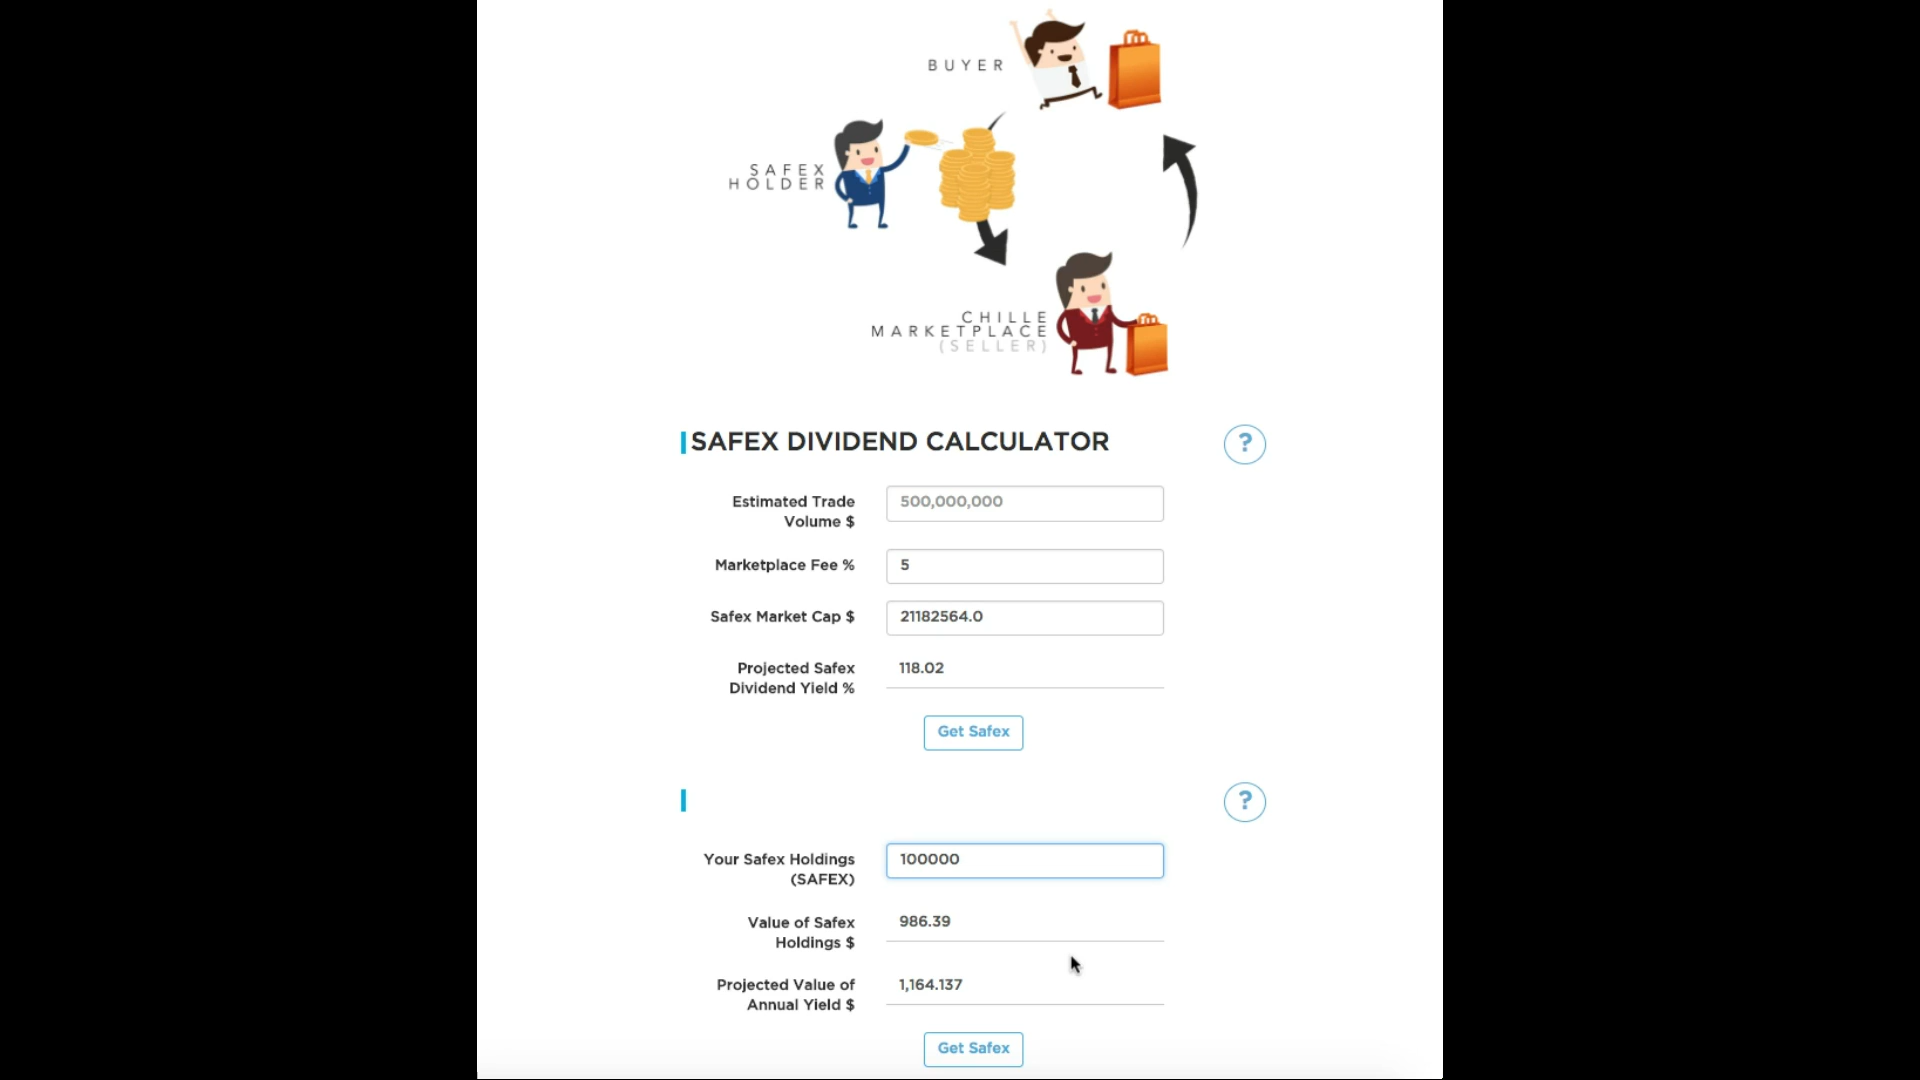 BUYER
SAFEX
HOLDER
CHILLE
MARKETPLACE
(SELLER)
SAFEX DIVIDEND CALCULATOR
?
Estimated Trade
Volume $
500,000,000
Marketplace Fee %
5
Safex Market Cap $
21182564.0
Projected Safex
Dividend Yield %
118.02
Get Safex
?
Your Safex Holdings
(SAFEX)
100000
Value of Safex
Holdings $
986.39
Projected Value of
Annual Yield $
1,164.137
Get Safex